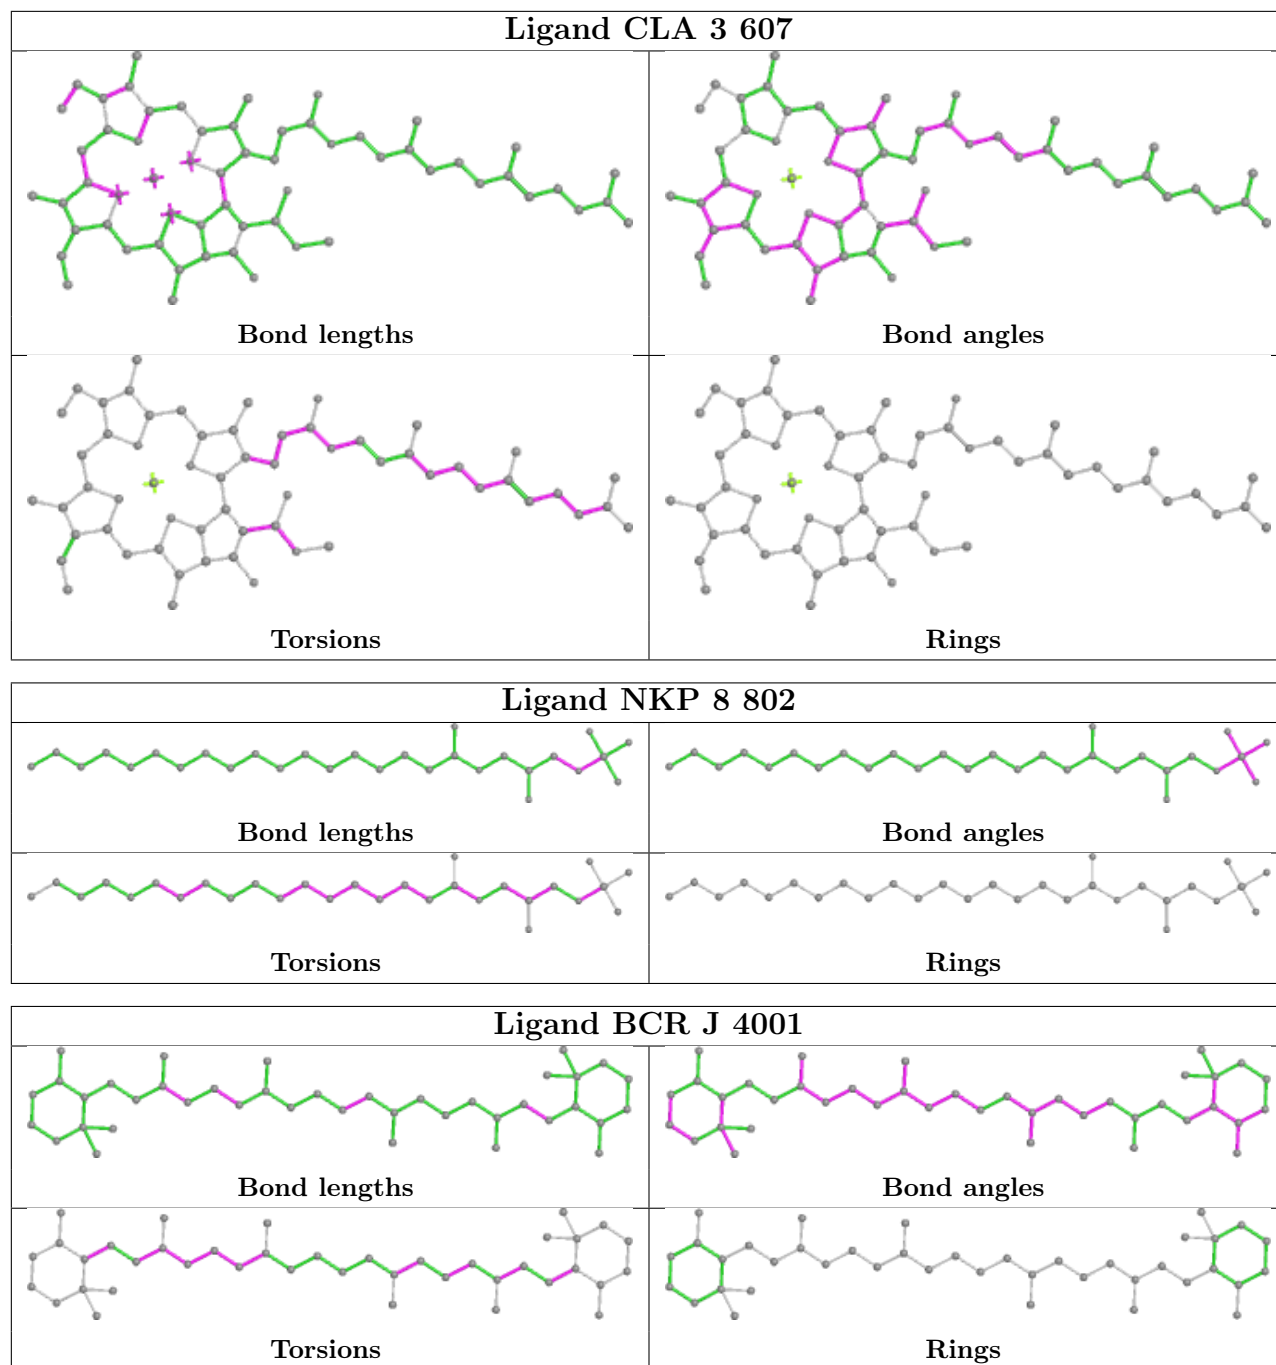 Ligand CLA 3 607
Bond lengths
Bond angles
Torsions
Rings
Ligand NKP 8 802
Bond lengths
Bond angles
Torsions
Rings
Ligand BCR J 4001
Bond lengths
Bond angles
Torsions
Rings